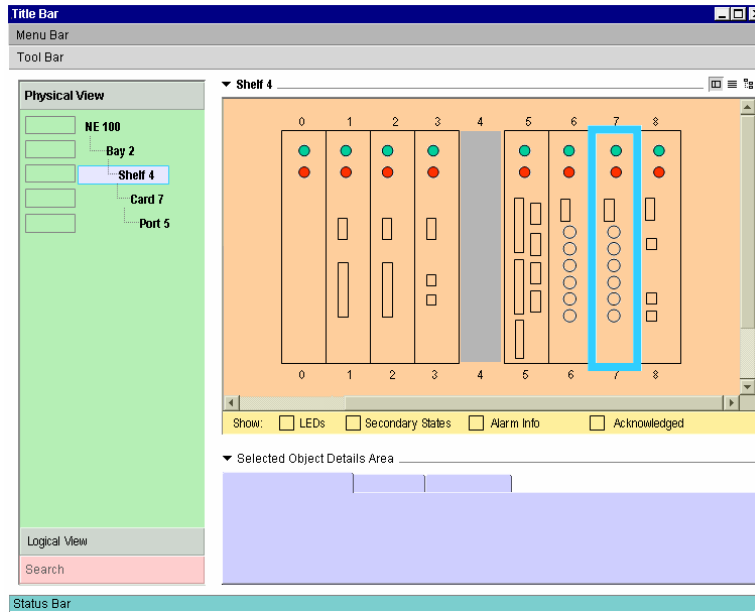 Title Bar
Menu Bar
Tool Bar
Physical View
NE 100
Bay 2
Shelf 4
Card 7
Port 5
Logical View
Search
Shelf 4
0 1 2 3 4 5 6 7 8
0 1 2 3 4 5 6 7 8
Show: LEDs Secondary States Alarm Info Acknowledged
Selected Object Details Area
Status Bar